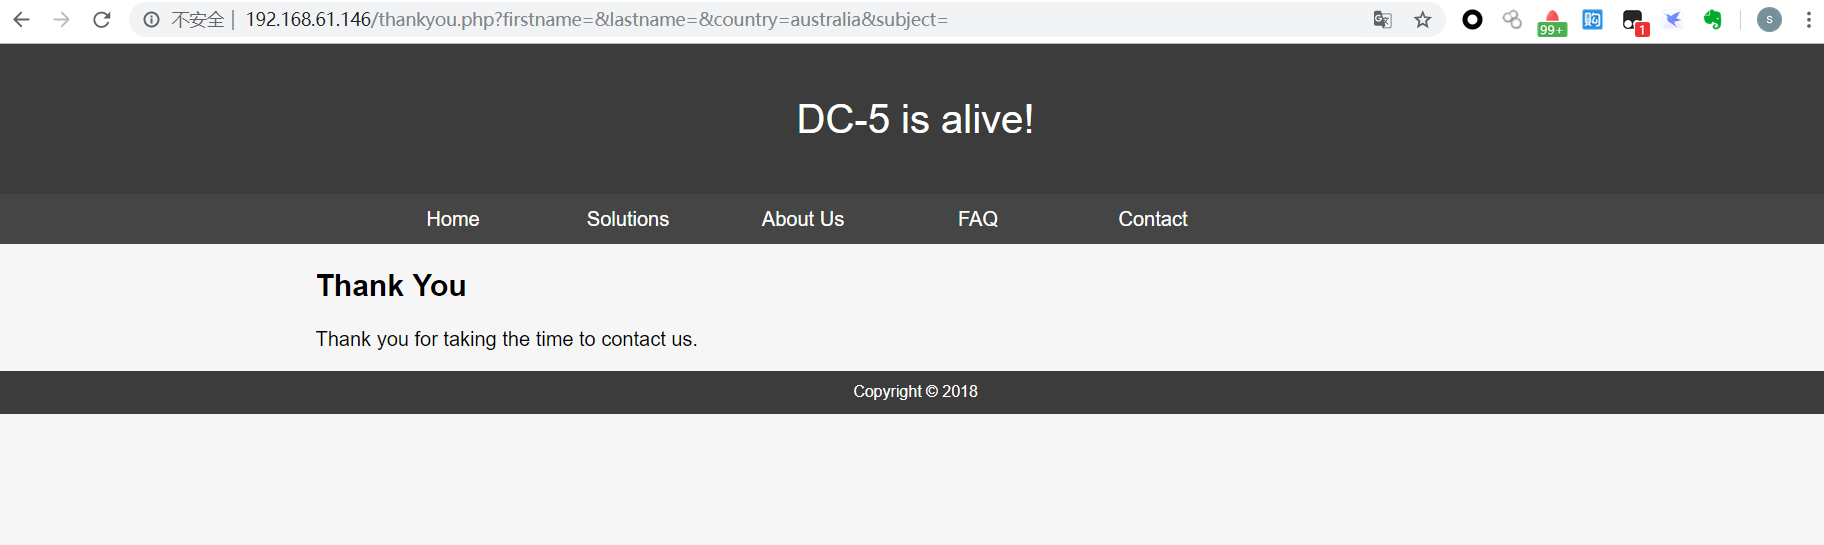 不安全 | 192.168.61.146/thankyou.php?firstname=&lastname=&country=australia&subject=
99+ 购 1 s
DC-5 is alive!
Home Solutions About Us FAQ Contact
Thank You
Thank you for taking the time to contact us.
Copyright © 2018